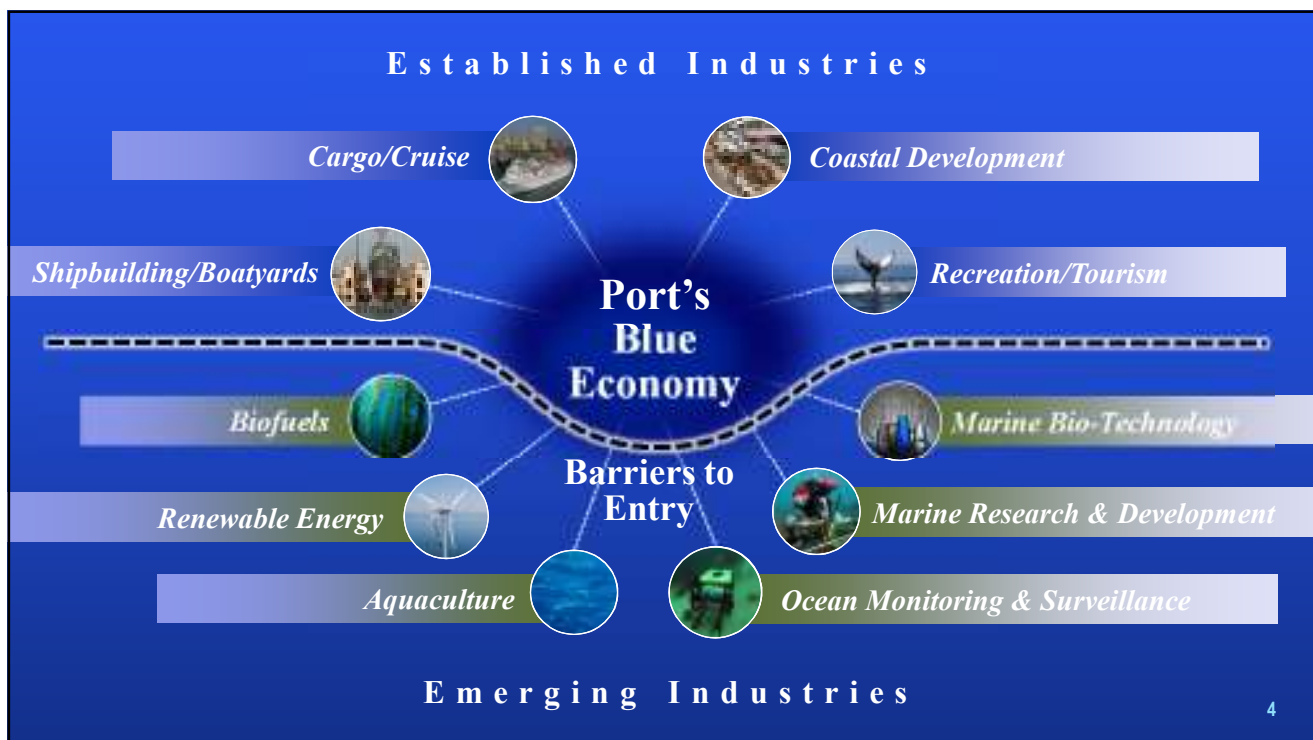 Established Industries
Cargo/Cruise
Coastal Development
Shipbuilding/Boatyards
Recreation/Tourism
Port’s
Blue
Economy
Biofuels
Marine Bio-Technology
Barriers to
Entry
Renewable Energy
Marine Research & Development
Aquaculture
Ocean Monitoring & Surveillance
Emerging Industries
4